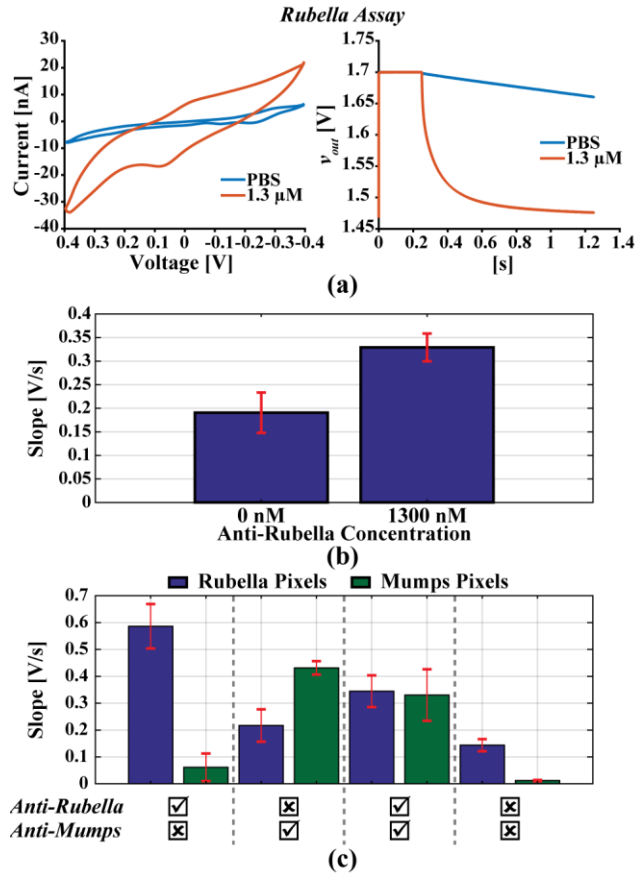 Rubella Assay
Current [nA]
30
20
10
0
-10
-20
-30
-40
PBS
1.3 µM
0.4 0.3 0.2 0.1 0 -0.1 -0.2 -0.3 -0.4
Voltage [V]
v_out [V]
1.7
1.65
1.6
1.55
1.5
1.45
PBS
1.3 µM
0 0.2 0.4 0.6 0.8 1 1.2 1.4
[s]
(a)
Slope [V/s]
0.4
0.35
0.3
0.25
0.2
0.15
0.1
0.05
0
0 nM 1300 nM
Anti-Rubella Concentration
(b)
Rubella Pixels Mumps Pixels
Slope [V/s]
0.7
0.6
0.5
0.4
0.3
0.2
0.1
0
Anti-Rubella
Anti-Mumps
(c)